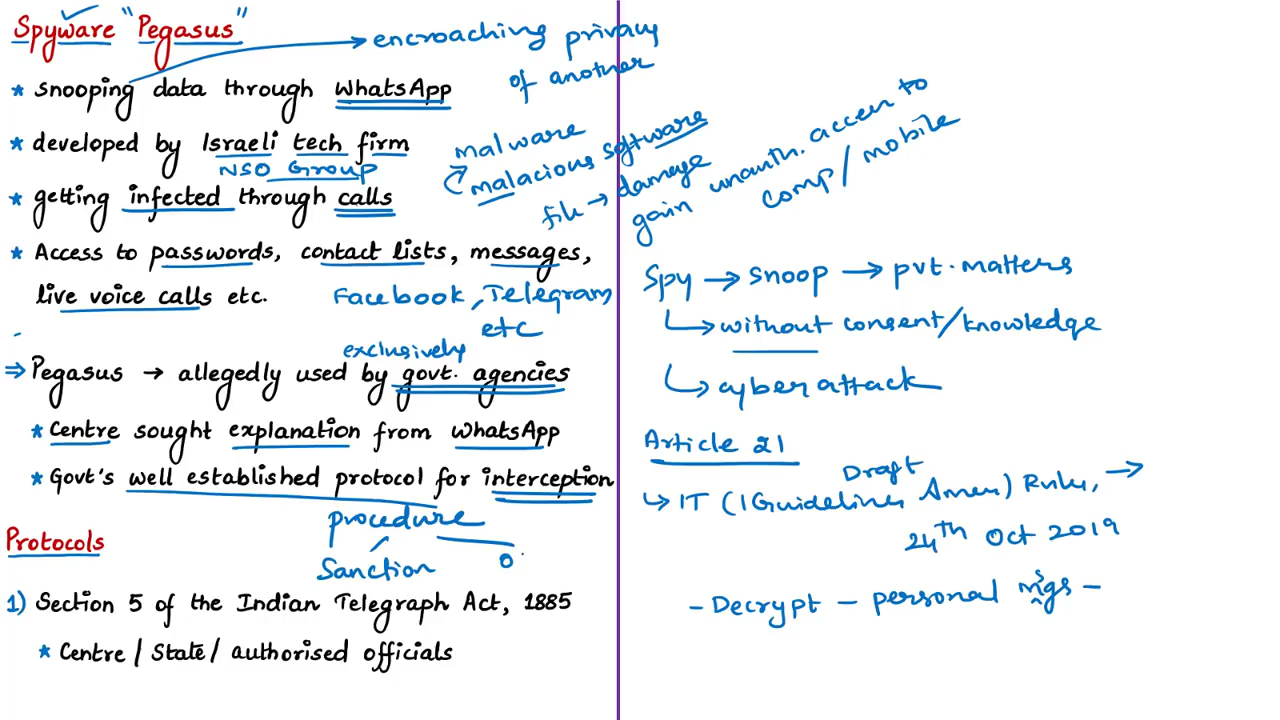 Spyware "Pegasus"
→ encroaching privacy
of another
* snooping data through WhatsApp
* developed by Israeli tech firm
NSO Group
* getting infected through calls
* Access to passwords, contact lists, messages,
live voice calls etc.
Facebook, Telegram
etc
exclusively
⇒ Pegasus → allegedly used by govt. agencies
* Centre sought explanation from WhatsApp
* Govt's well established protocol for interception
procedure
Sanction o
Protocols
1) Section 5 of the Indian Telegraph Act, 1885
* Centre / State / authorised officials
malware
malacious software
file → damage
gain unauth. access to
comp / mobile
Spy → Snoop → pvt. matters
↳ without consent/knowledge
↳ cyber attack
Article 21
Draft
↳ IT (IGuidelines Amen) Rules, →
24th Oct 2019
- Decrypt - personal msgs -